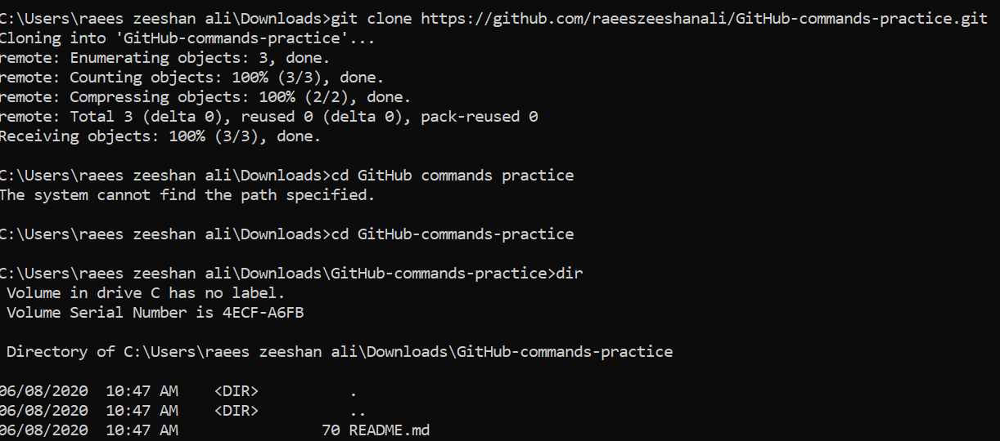 C:\Users\raees zeeshan ali\Downloads>git clone https://github.com/raeeszeeshanali/GitHub-commands-practice.git
Cloning into 'GitHub-commands-practice'...
remote: Enumerating objects: 3, done.
remote: Counting objects: 100% (3/3), done.
remote: Compressing objects: 100% (2/2), done.
remote: Total 3 (delta 0), reused 0 (delta 0), pack-reused 0
Receiving objects: 100% (3/3), done.
C:\Users\raees zeeshan ali\Downloads>cd GitHub commands practice
The system cannot find the path specified.
C:\Users\raees zeeshan ali\Downloads>cd GitHub-commands-practice
C:\Users\raees zeeshan ali\Downloads\GitHub-commands-practice>dir
Volume in drive C has no label.
Volume Serial Number is 4ECF-A6FB
Directory of C:\Users\raees zeeshan ali\Downloads\GitHub-commands-practice
06/08/2020  10:47 AM    <DIR>          .
06/08/2020  10:47 AM    <DIR>          ..
06/08/2020  10:47 AM                70 README.md